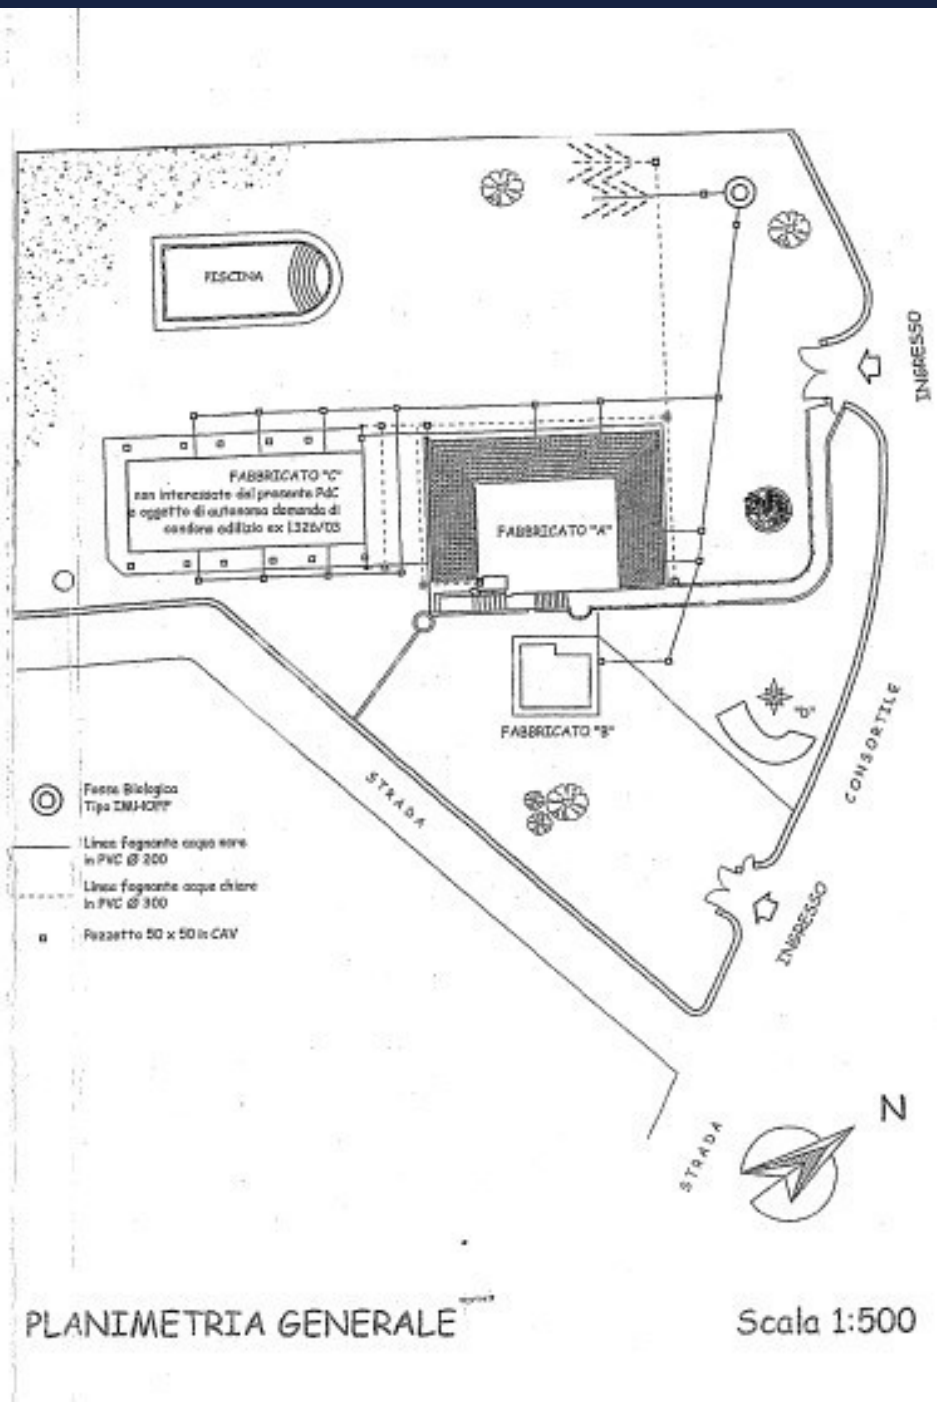 PISCINA
INGRESSO
FABBRICATO "C"
non interessato dal presente PdC
e oggetto di autonoma domanda di
condono edilizio ex L326/03
FABBRICATO "A"
FABBRICATO "B"
"D"
CONSORTILE
STRADA
Fossa Biologica
Tipo IMHOFF
Linea fognante acque nere
in PVC Ø 200
Linea fognante acque chiare
in PVC Ø 300
Pozzetto 50 x 50 in CAV
INGRESSO
STRADA
N
PLANIMETRIA GENERALE
Scala 1:500